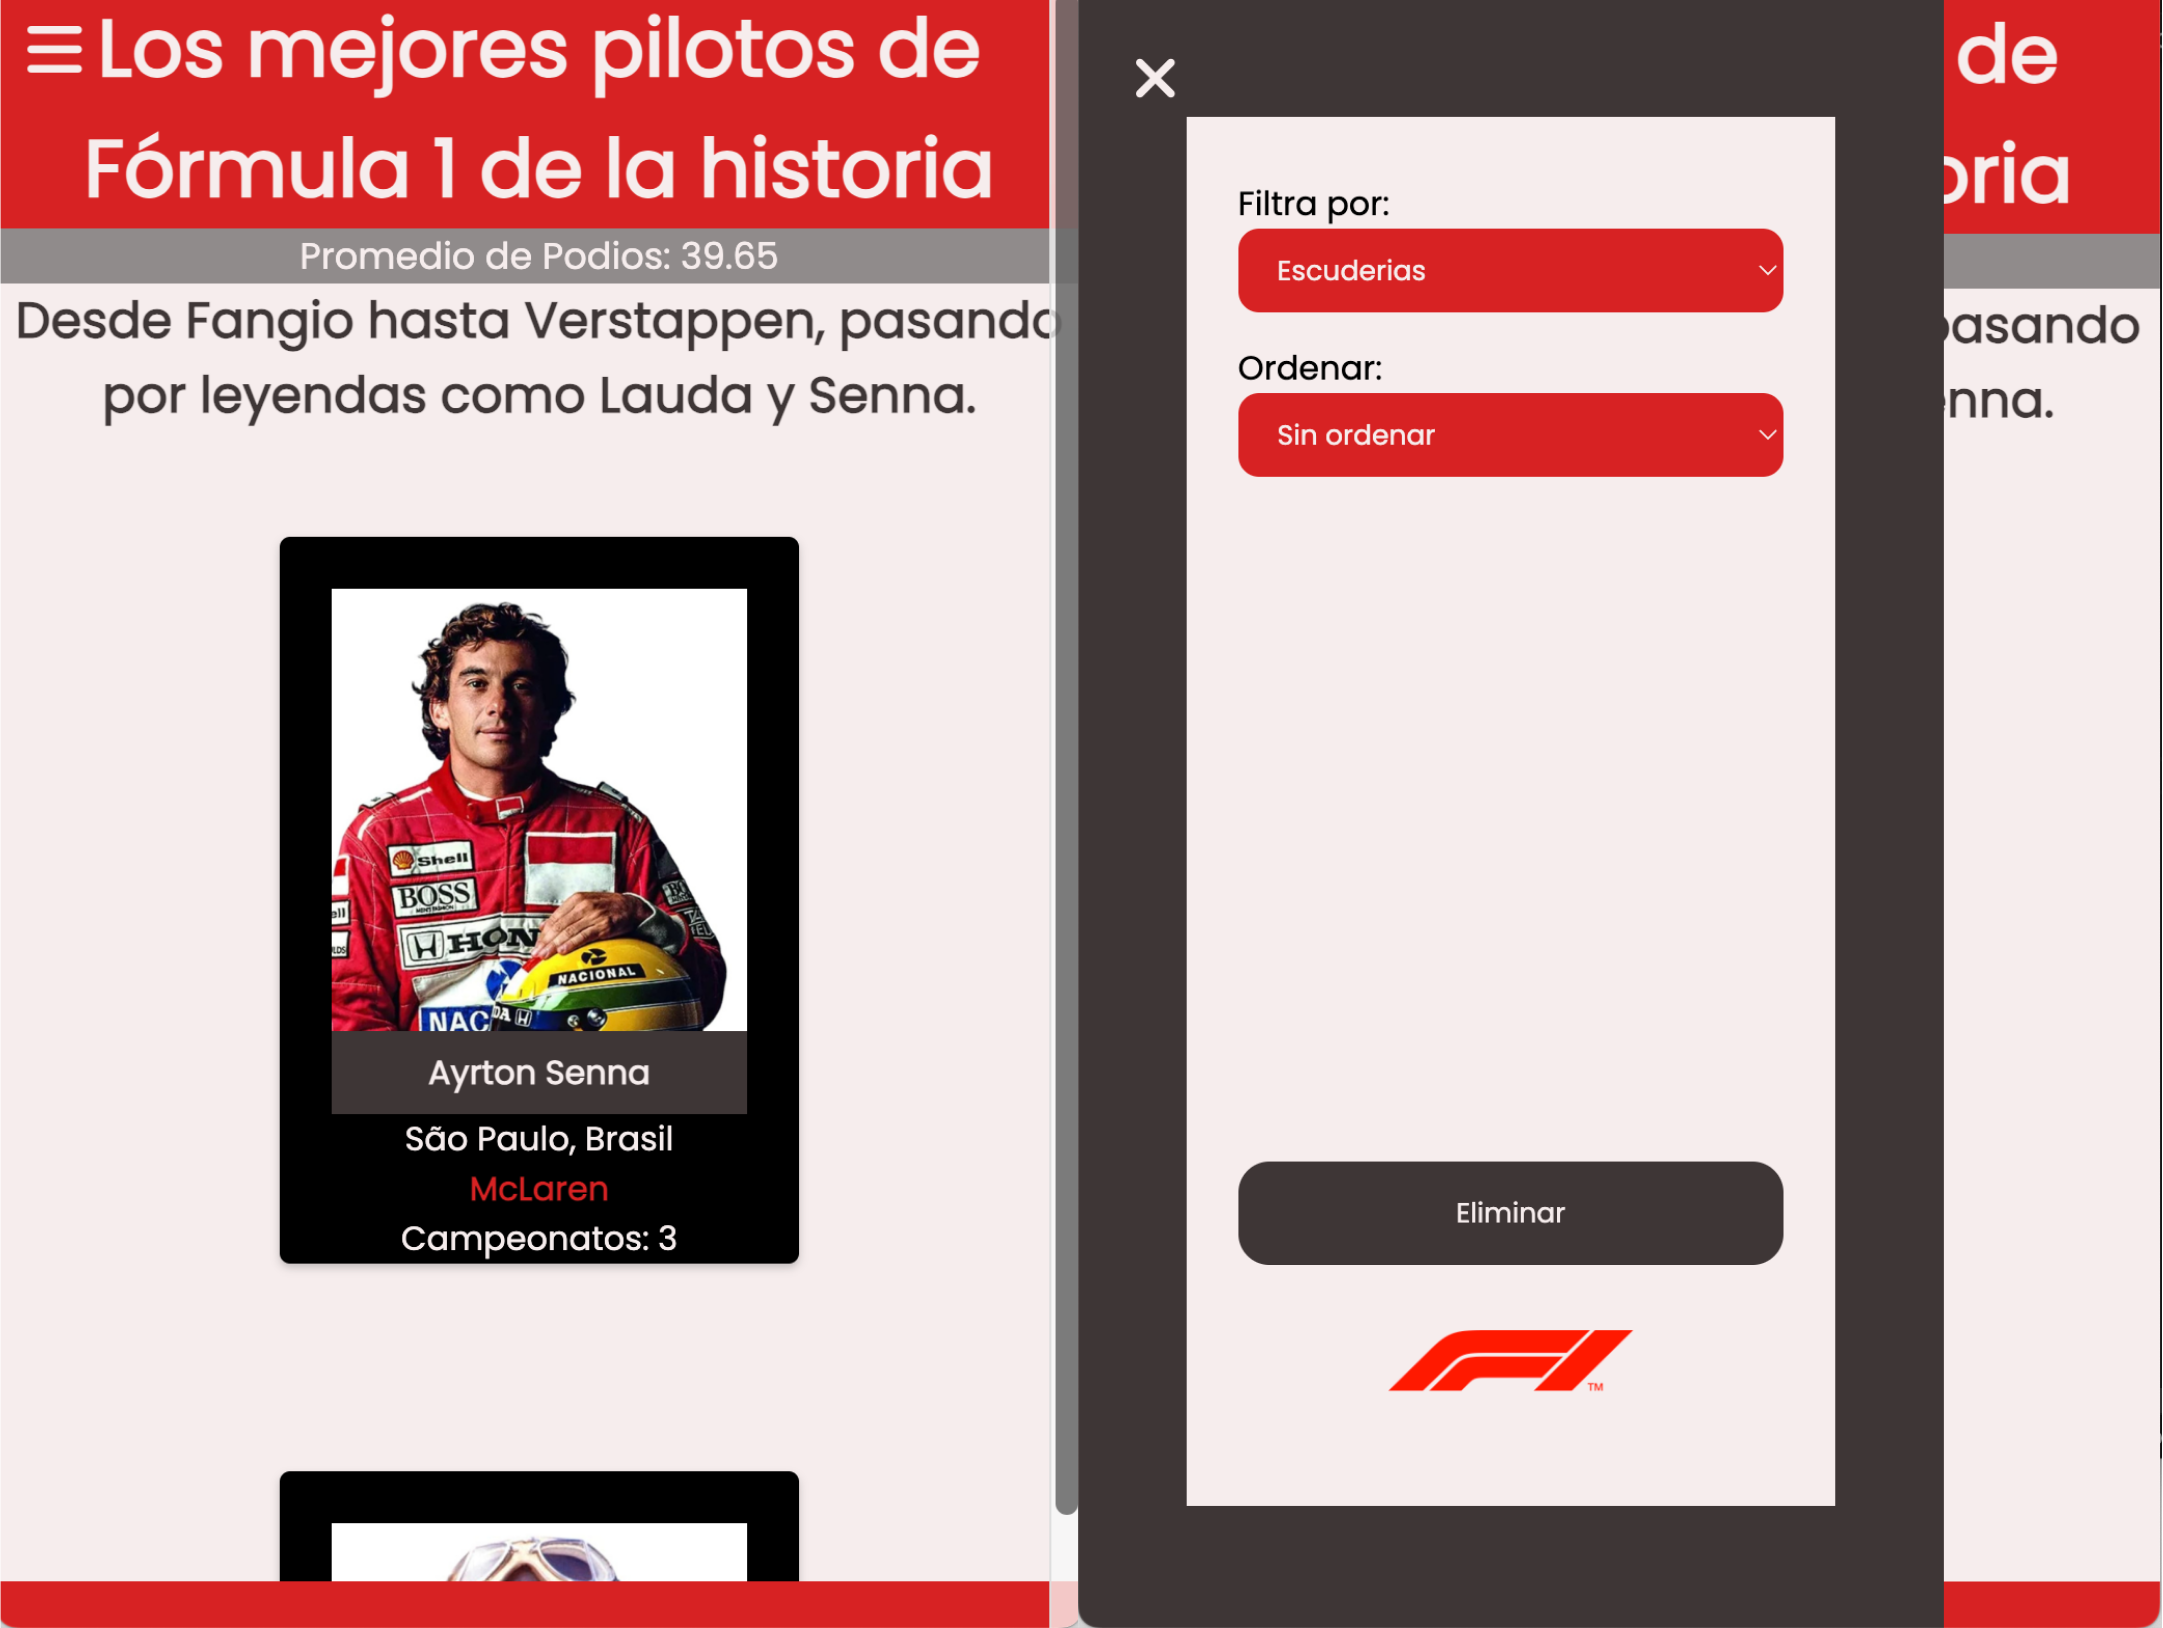 Los mejores pilotos de
Fórmula 1 de la historia
Promedio de Podios: 39.65
Desde Fangio hasta Verstappen, pasando
por leyendas como Lauda y Senna.
Shell
BOSS
HON
NACIONAL
NAC
Ayrton Senna
São Paulo, Brasil
McLaren
Campeonatos: 3
Filtra por:
Escuderias
Ordenar:
Sin ordenar
Eliminar
F1
TM
de
oria
pasando
enna.